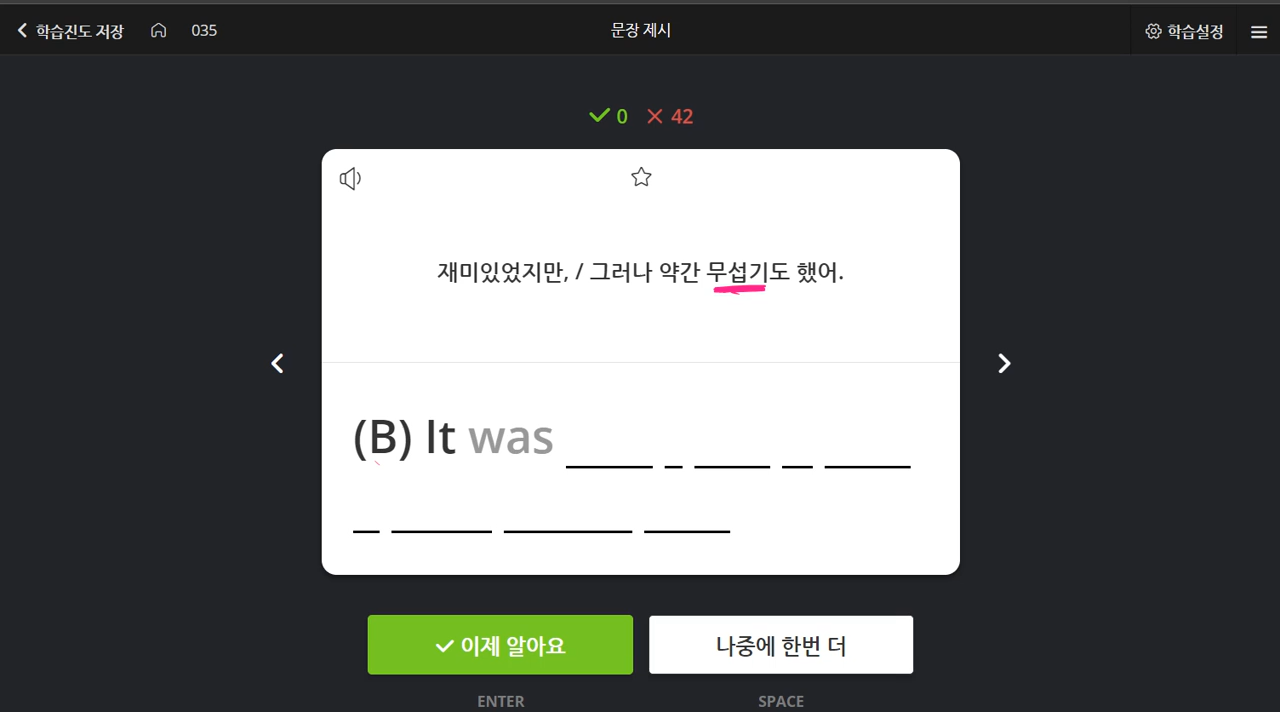 학습진도 저장 035 문장 제시 학습설정
0 42
재미있었지만, / 그러나 약간 무섭기도 했어.
(B) It was
이제 알아요 나중에 한번 더
ENTER SPACE